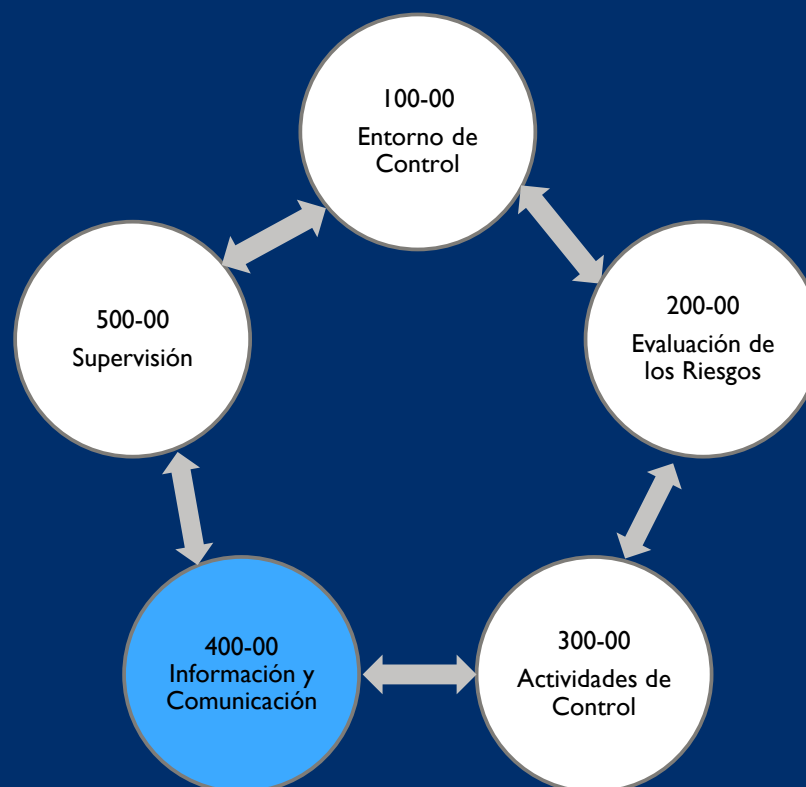 100-00
Entorno de
Control
200-00
Evaluación de
los Riesgos
300-00
Actividades de
Control
400-00
Información y
Comunicación
500-00
Supervisión